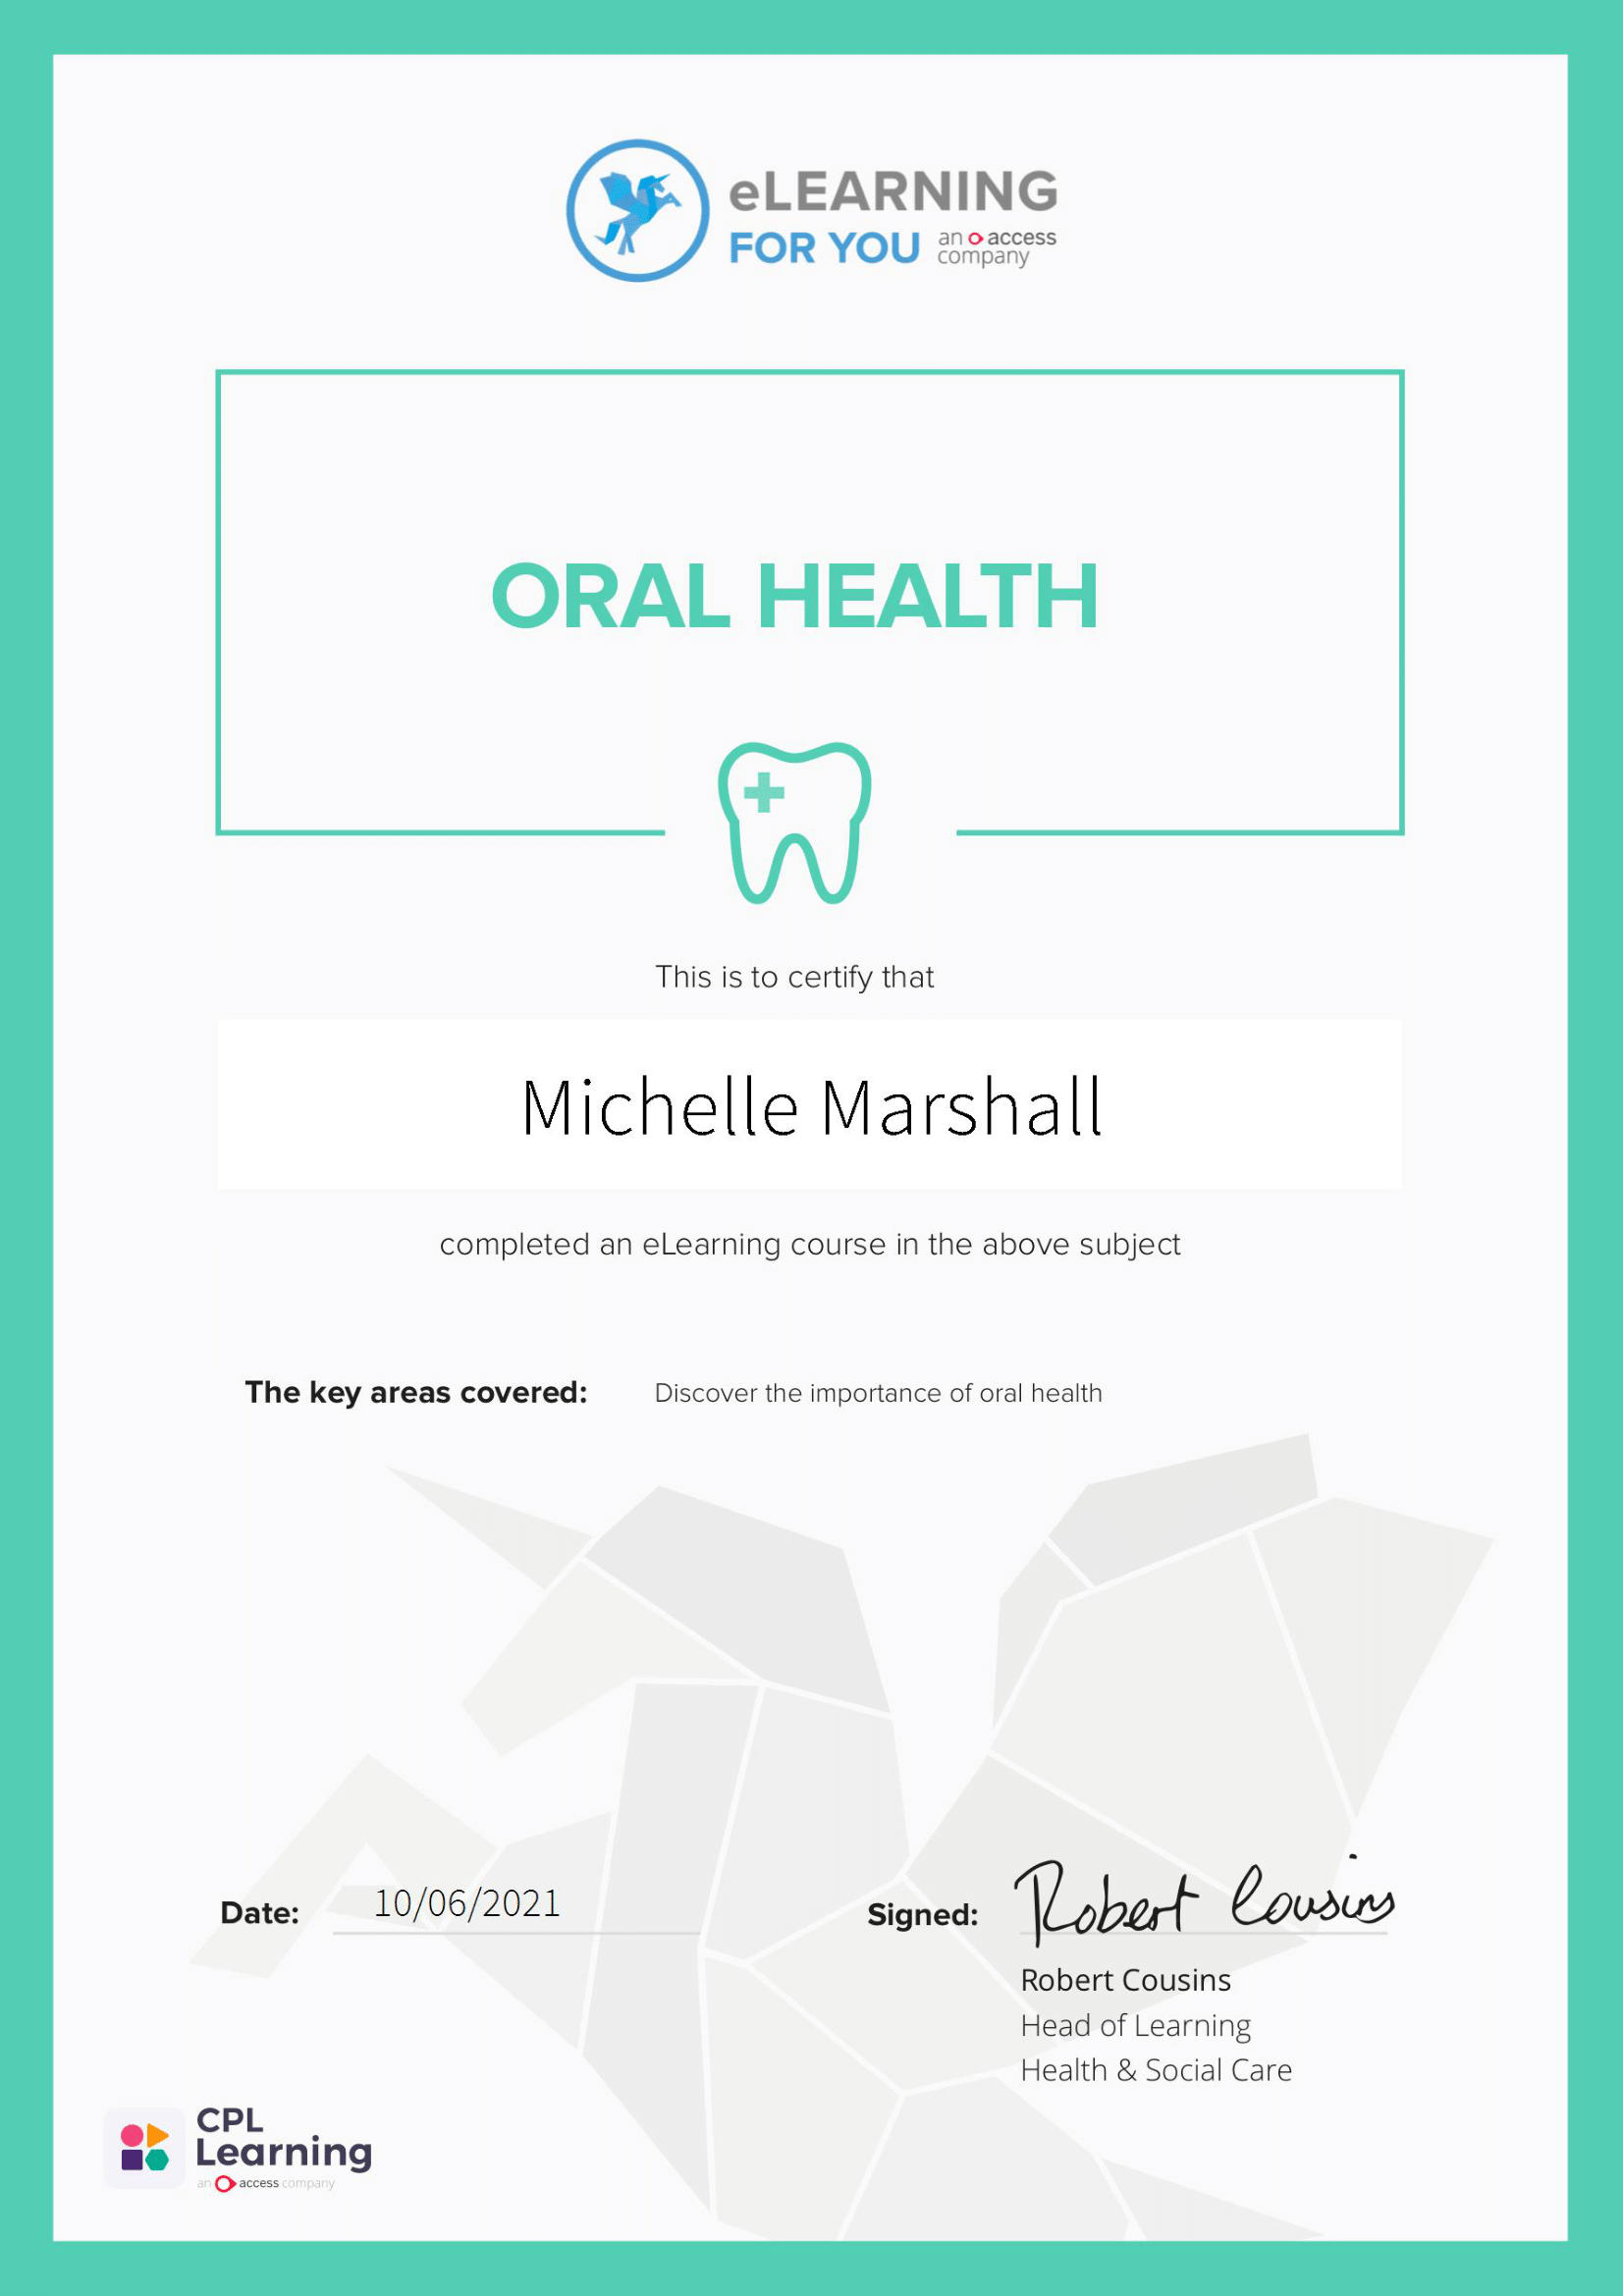 eLEARNING
FOR YOU an access company
ORAL HEALTH
This is to certify that
Michelle Marshall
completed an eLearning course in the above subject
The key areas covered: Discover the importance of oral health
Date: 10/06/2021
Signed: Robert Cousins
Robert Cousins
Head of Learning
Health & Social Care
CPL
Learning
an access company